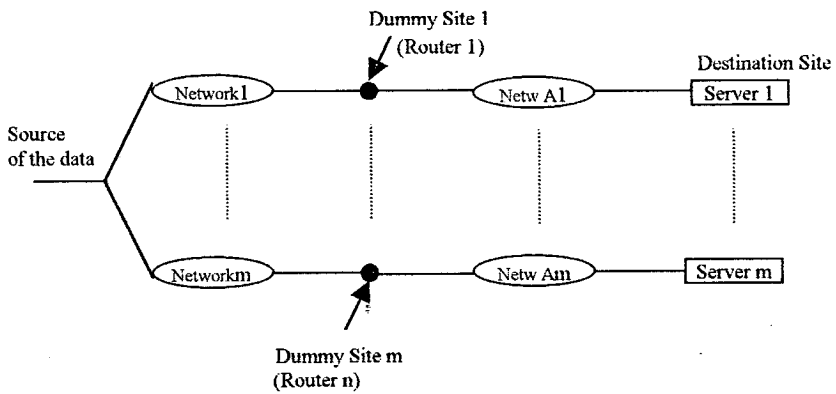 Dummy Site 1
(Router 1)
Destination Site
Network1
Netw A1
Server 1
Source
of the data
Networkm
Netw Am
Server m
Dummy Site m
(Router n)